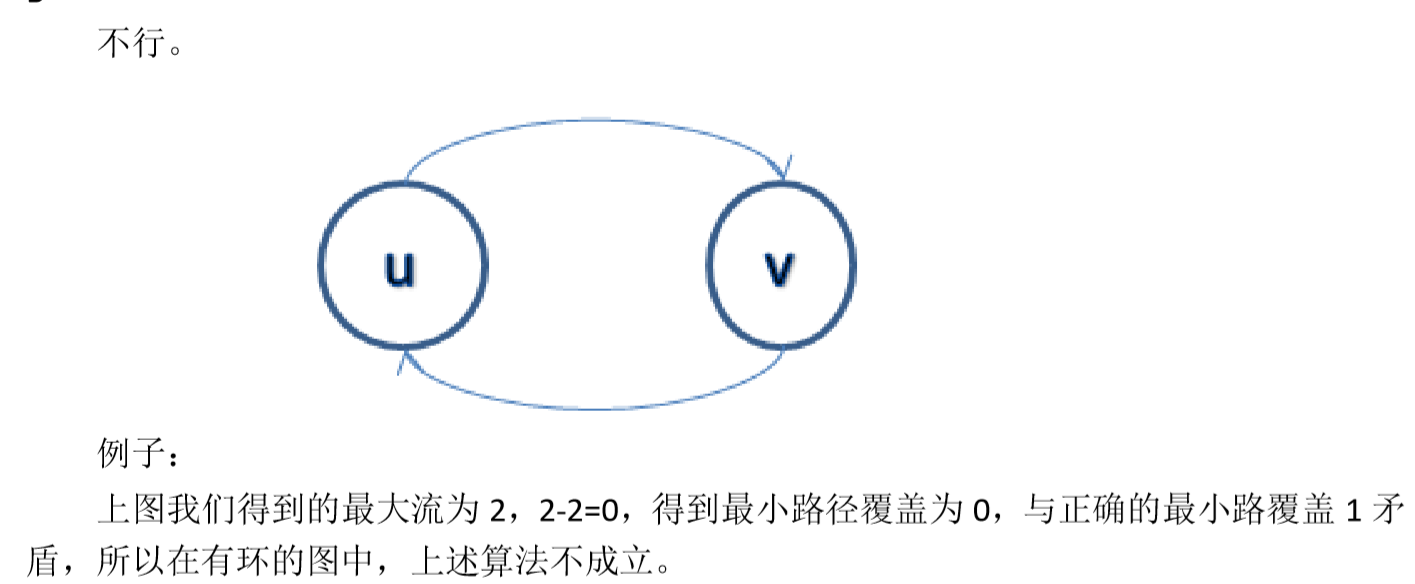 不行。
u v
例子：
上图我们得到的最大流为 2，2-2=0，得到最小路径覆盖为 0，与正确的最小路覆盖 1 矛
盾，所以在有环的图中，上述算法不成立。